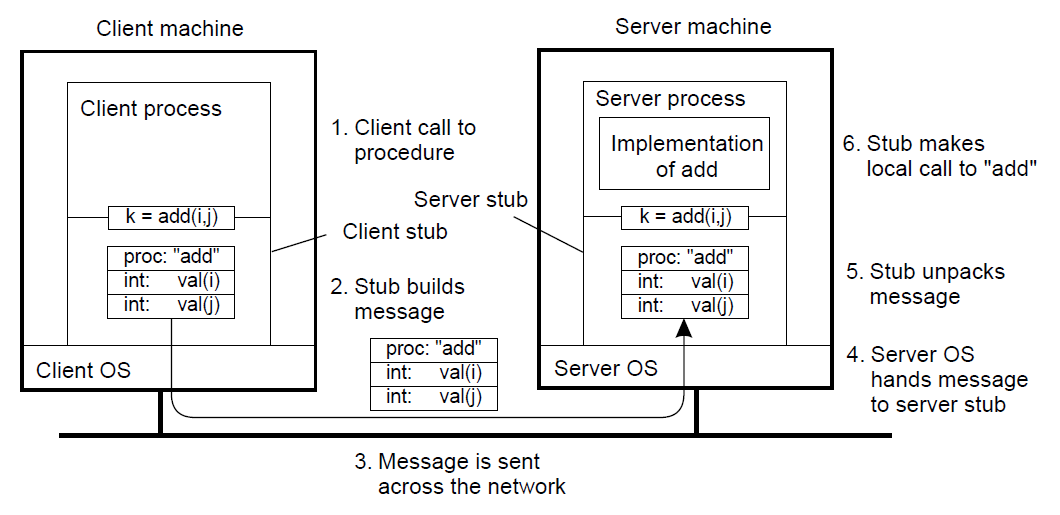 Client machine
Server machine
Client process
Server process
1. Client call to
procedure
Implementation
of add
6. Stub makes
local call to "add"
Server stub
k = add(i,j)
k = add(i,j)
Client stub
proc: "add"
int: val(i)
int: val(j)
proc: "add"
int: val(i)
int: val(j)
2. Stub builds
message
5. Stub unpacks
message
proc: "add"
int: val(i)
int: val(j)
Client OS
Server OS
4. Server OS
hands message
to server stub
3. Message is sent
across the network